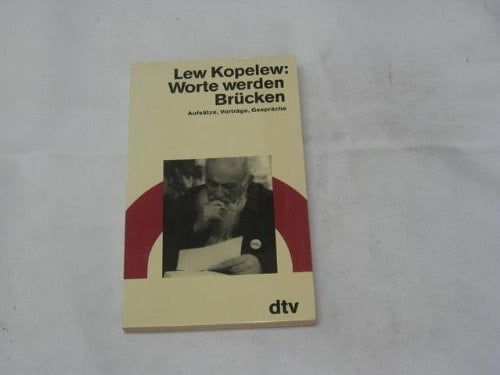 Lew Kopelew:
Worte werden
Brücken
Aufsätze, Vorträge, Gespräche
dtv